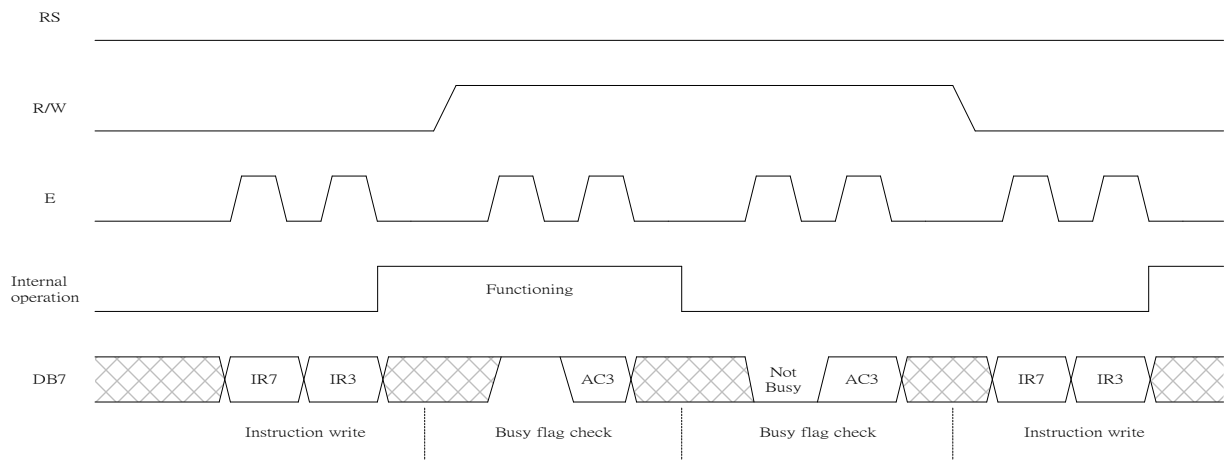 RS
R/W
E
Internal
operation
Functioning
DB7
IR7
IR3
AC3
Not
Busy
AC3
IR7
IR3
Instruction write
Busy flag check
Busy flag check
Instruction write